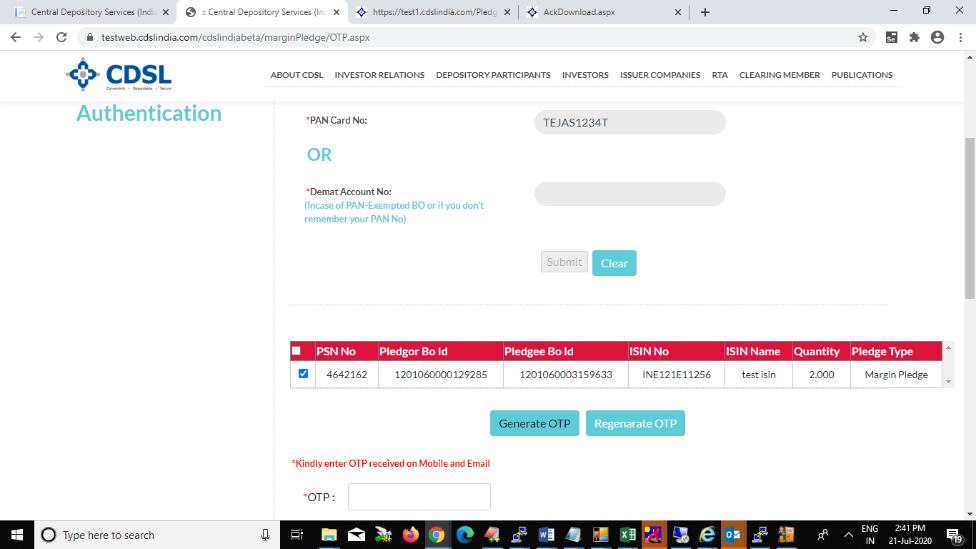 Central Depository Services (Indi
: Central Depository Services (Inc
https://test1.cdslindia.com/Pledg
AckDownload.aspx
testweb.cdslindia.com/cdslindiabeta/marginPledge/OTP.aspx
CDSL
Convenient Dependable Secure
ABOUT CDSL INVESTOR RELATIONS DEPOSITORY PARTICIPANTS INVESTORS ISSUER COMPANIES RTA CLEARING MEMBER PUBLICATIONS
Authentication
*PAN Card No: TEJAS1234T
OR
*Demat Account No:
(Incase of PAN-Exempted BO or if you don't
remember your PAN No)
Submit Clear
PSN No Pledgor Bo Id Pledgee Bo Id ISIN No ISIN Name Quantity Pledge Type
4642162 1201060000129285 1201060003159633 INE121E11256 test isin 2.000 Margin Pledge
Generate OTP Regenarate OTP
*Kindly enter OTP received on Mobile and Email
*OTP :
Type here to search
ENG 2:41 PM
IN 21-Jul-2020
19